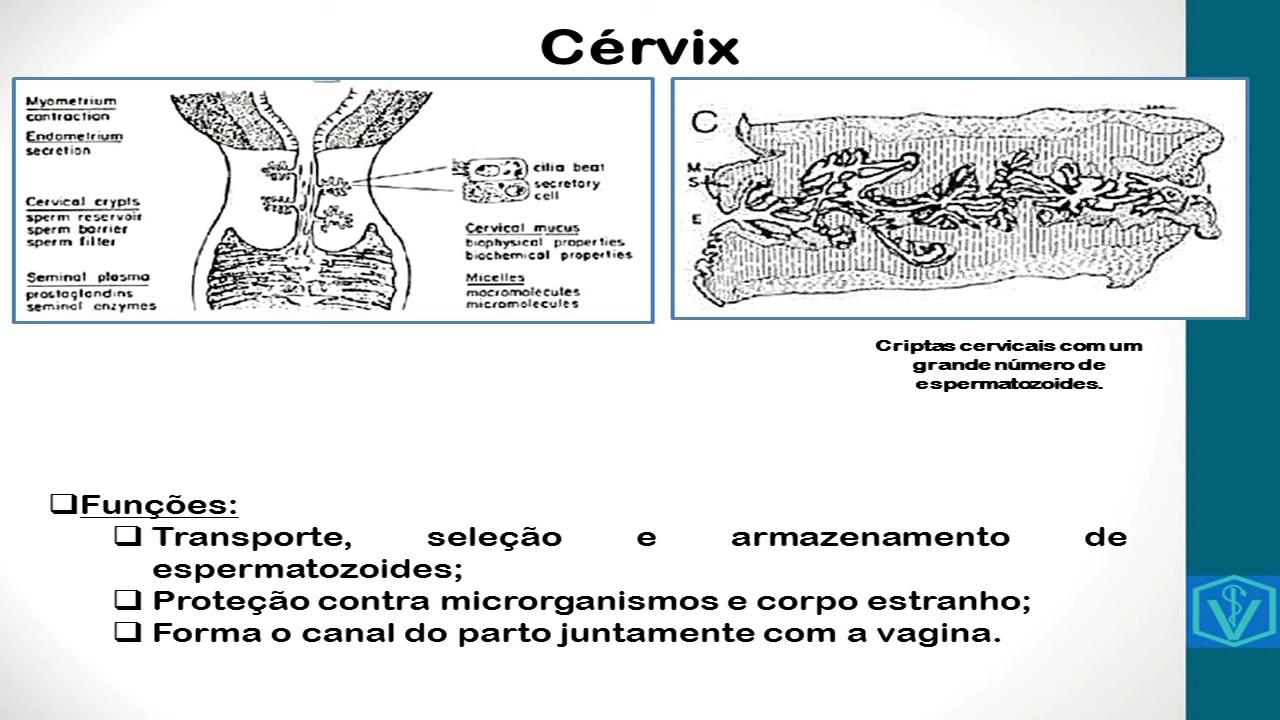 Cérvix
Myometrium
contraction
Endometrium
secretion
Cervical crypts
sperm reservoir
sperm barrier
sperm filter
Seminal plasma
prostaglandins
seminal enzymes
cilia beat
secretory
cell
Cervical mucus
biophysical properties
biochemical properties
Micelles
macromolecules
micromolecules
C
M
S
E
I
Criptas cervicais com um
grande número de
espermatozoides.
Funções:
Transporte, seleção e armazenamento de
espermatozoides;
Proteção contra microrganismos e corpo estranho;
Forma o canal do parto juntamente com a vagina.